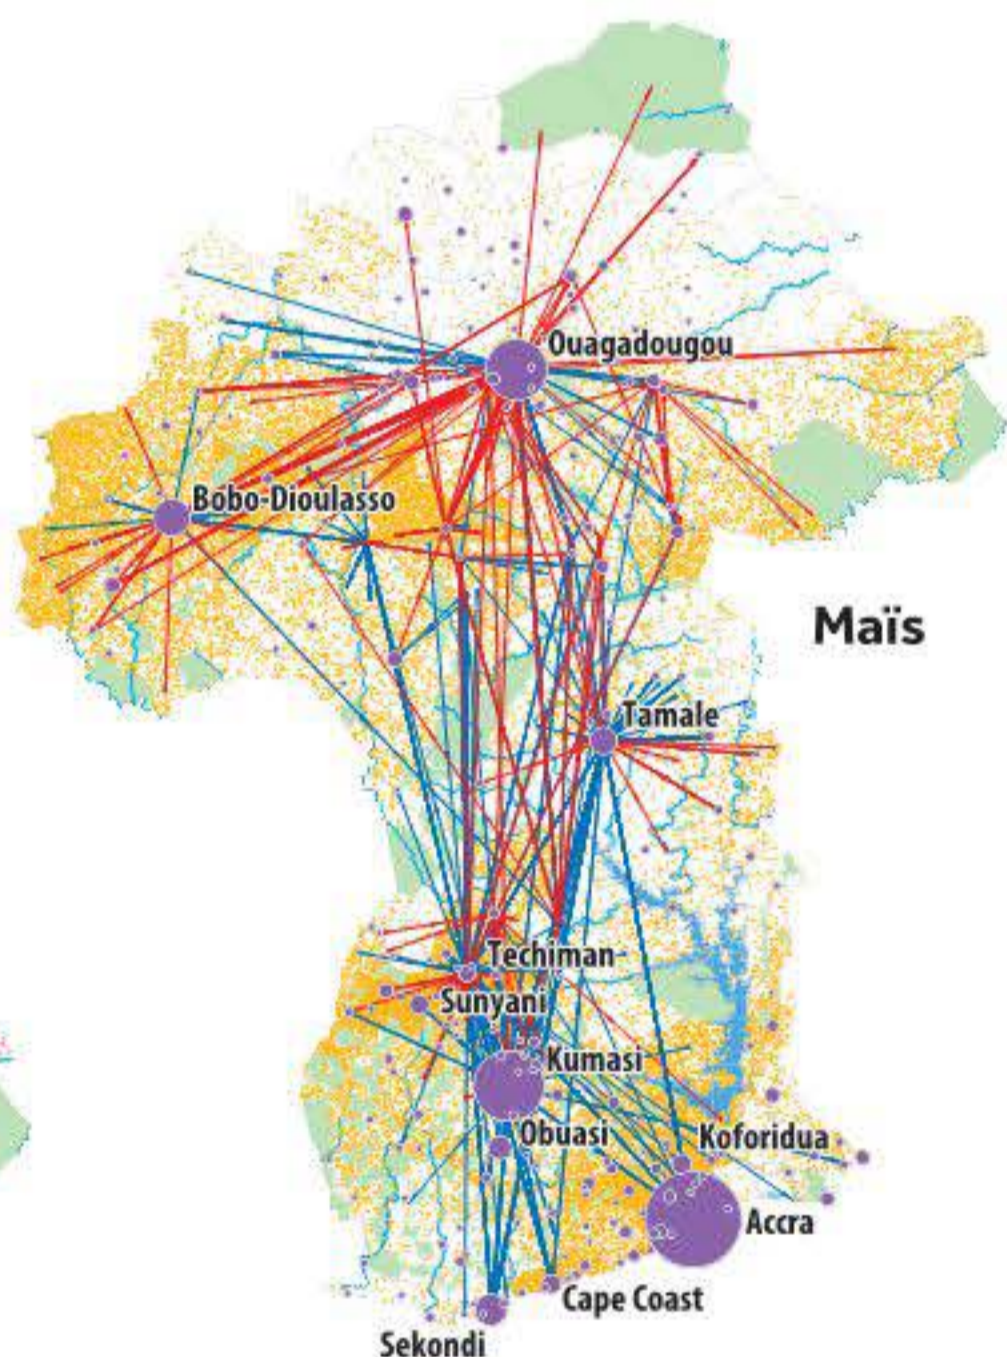 Ouagadougou
Bobo-Dioulasso
Maïs
Tamale
Techiman
Sunyani
Kumasi
Obuasi
Koforidua
Accra
Cape Coast
Sekondi